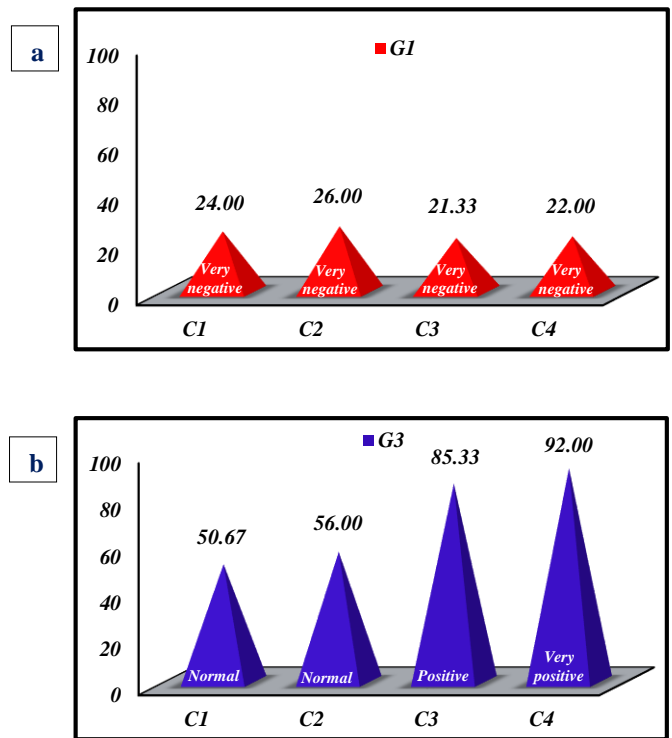 a
G1
100
80
60
40
20
0
24.00
26.00
21.33
22.00
Very
negative
Very
negative
Very
negative
Very
negative
C1
C2
C3
C4
b
G3
100
80
60
40
20
0
50.67
56.00
85.33
92.00
Normal
Normal
Positive
Very
positive
C1
C2
C3
C4